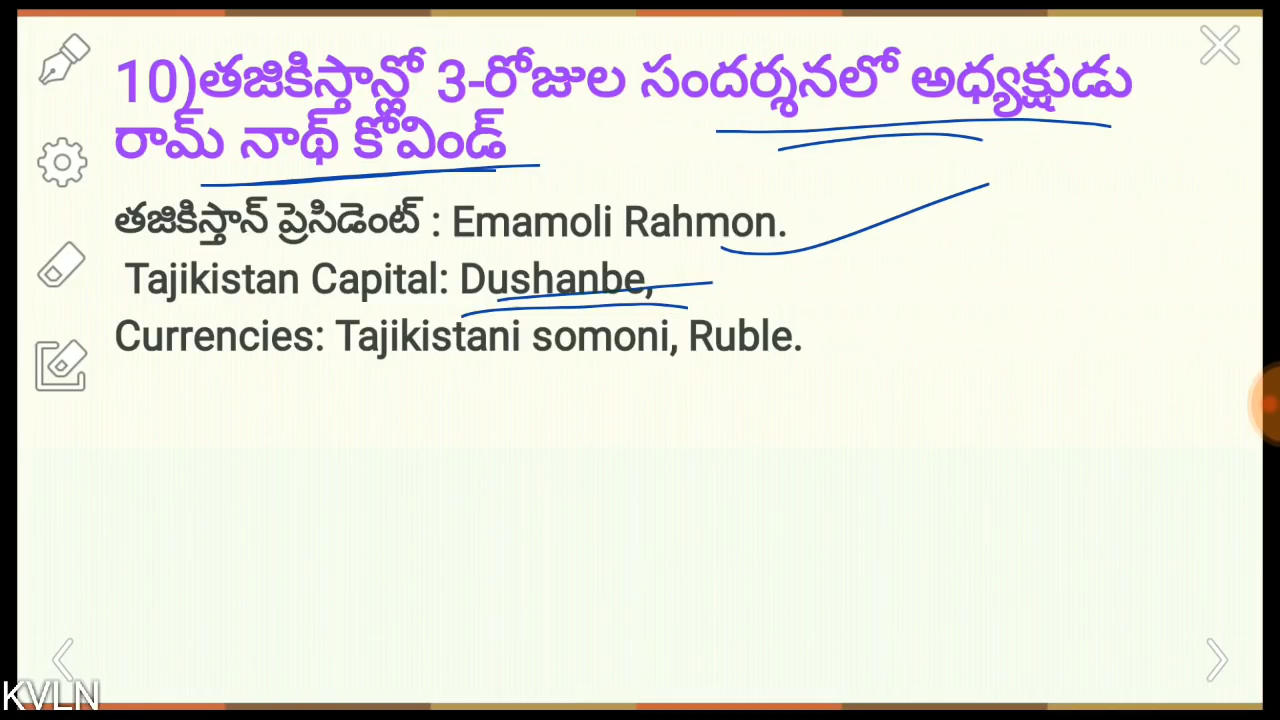 10)తజికిస్తాన్లో 3-రోజుల సందర్శనలో అధ్యక్షుడు
రామ్ నాథ్ కోవిండ్
తజికిస్తాన్ ప్రెసిడెంట్ : Emamoli Rahmon.
Tajikistan Capital: Dushanbe,
Currencies: Tajikistani somoni, Ruble.
KVLN